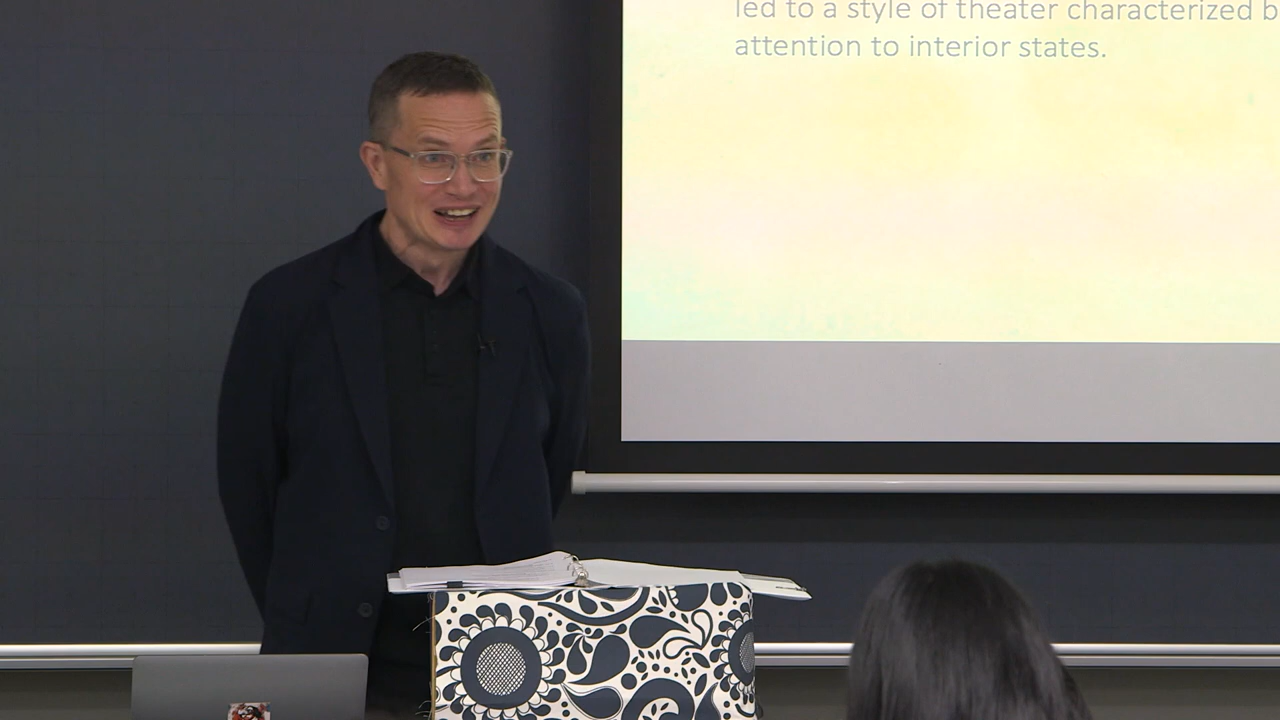 led to a style of theater characterized b
attention to interior states.